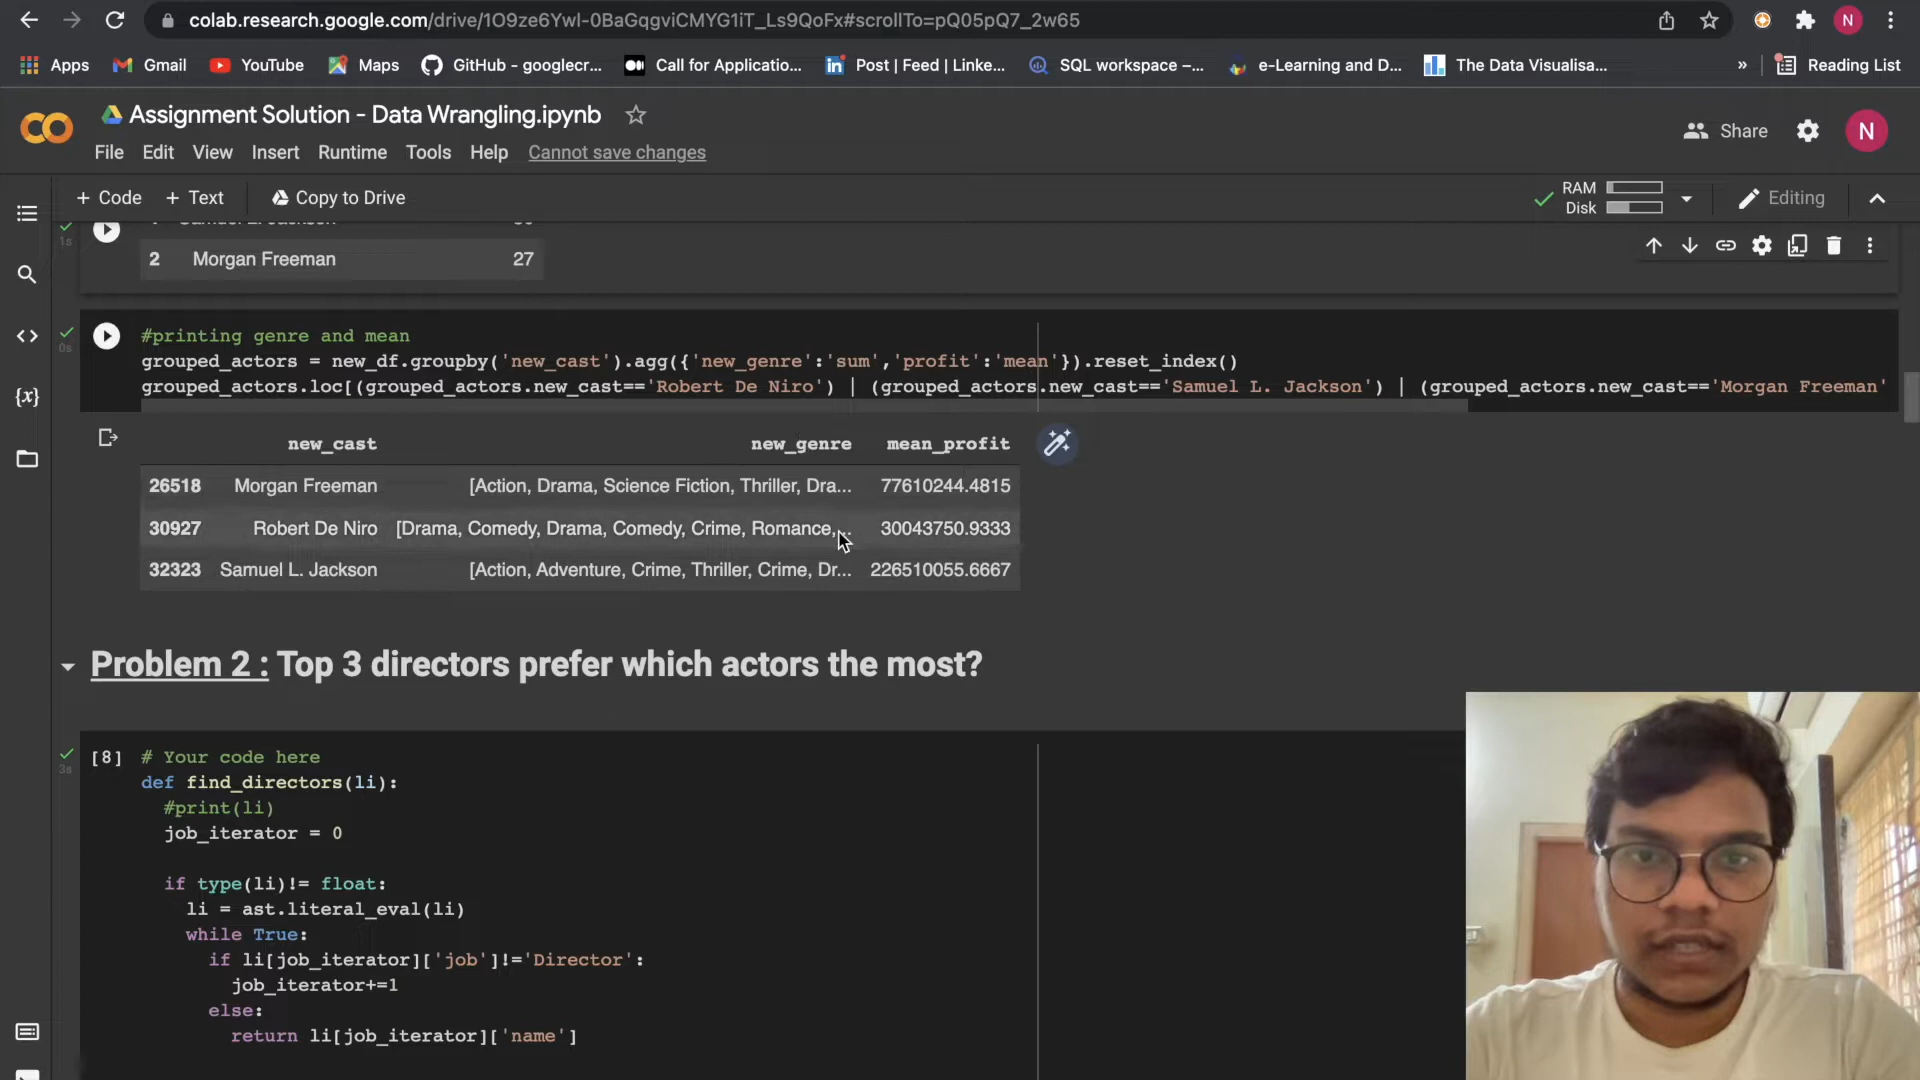 colab.research.google.com/drive/1O9ze6Ywl-0BaGqgviCMYG1iT_Ls9QoFx#scrollTo=pQ05pQ7_2w65
N
Apps Gmail YouTube Maps GitHub - googlecr... Call for Applicatio... Post | Feed | Linke... SQL workspace –... e-Learning and D... The Data Visualisa... » Reading List
Assignment Solution - Data Wrangling.ipynb
File Edit View Insert Runtime Tools Help Cannot save changes
Share N
+ Code + Text Copy to Drive
RAM
Disk
Editing
1s
2 Morgan Freeman 27
0s
#printing genre and mean
grouped_actors = new_df.groupby('new_cast').agg({'new_genre':'sum','profit':'mean'}).reset_index()
grouped_actors.loc[(grouped_actors.new_cast=='Robert De Niro') | (grouped_actors.new_cast=='Samuel L. Jackson') | (grouped_actors.new_cast=='Morgan Freeman'
new_cast new_genre mean_profit
26518 Morgan Freeman [Action, Drama, Science Fiction, Thriller, Dra... 77610244.4815
30927 Robert De Niro [Drama, Comedy, Drama, Comedy, Crime, Romance,... 30043750.9333
32323 Samuel L. Jackson [Action, Adventure, Crime, Thriller, Crime, Dr... 226510055.6667
Problem 2 : Top 3 directors prefer which actors the most?
3s
[8] # Your code here
def find_directors(li):
#print(li)
job_iterator = 0
if type(li)!= float:
li = ast.literal_eval(li)
while True:
if li[job_iterator]['job']!='Director':
job_iterator+=1
else:
return li[job_iterator]['name']